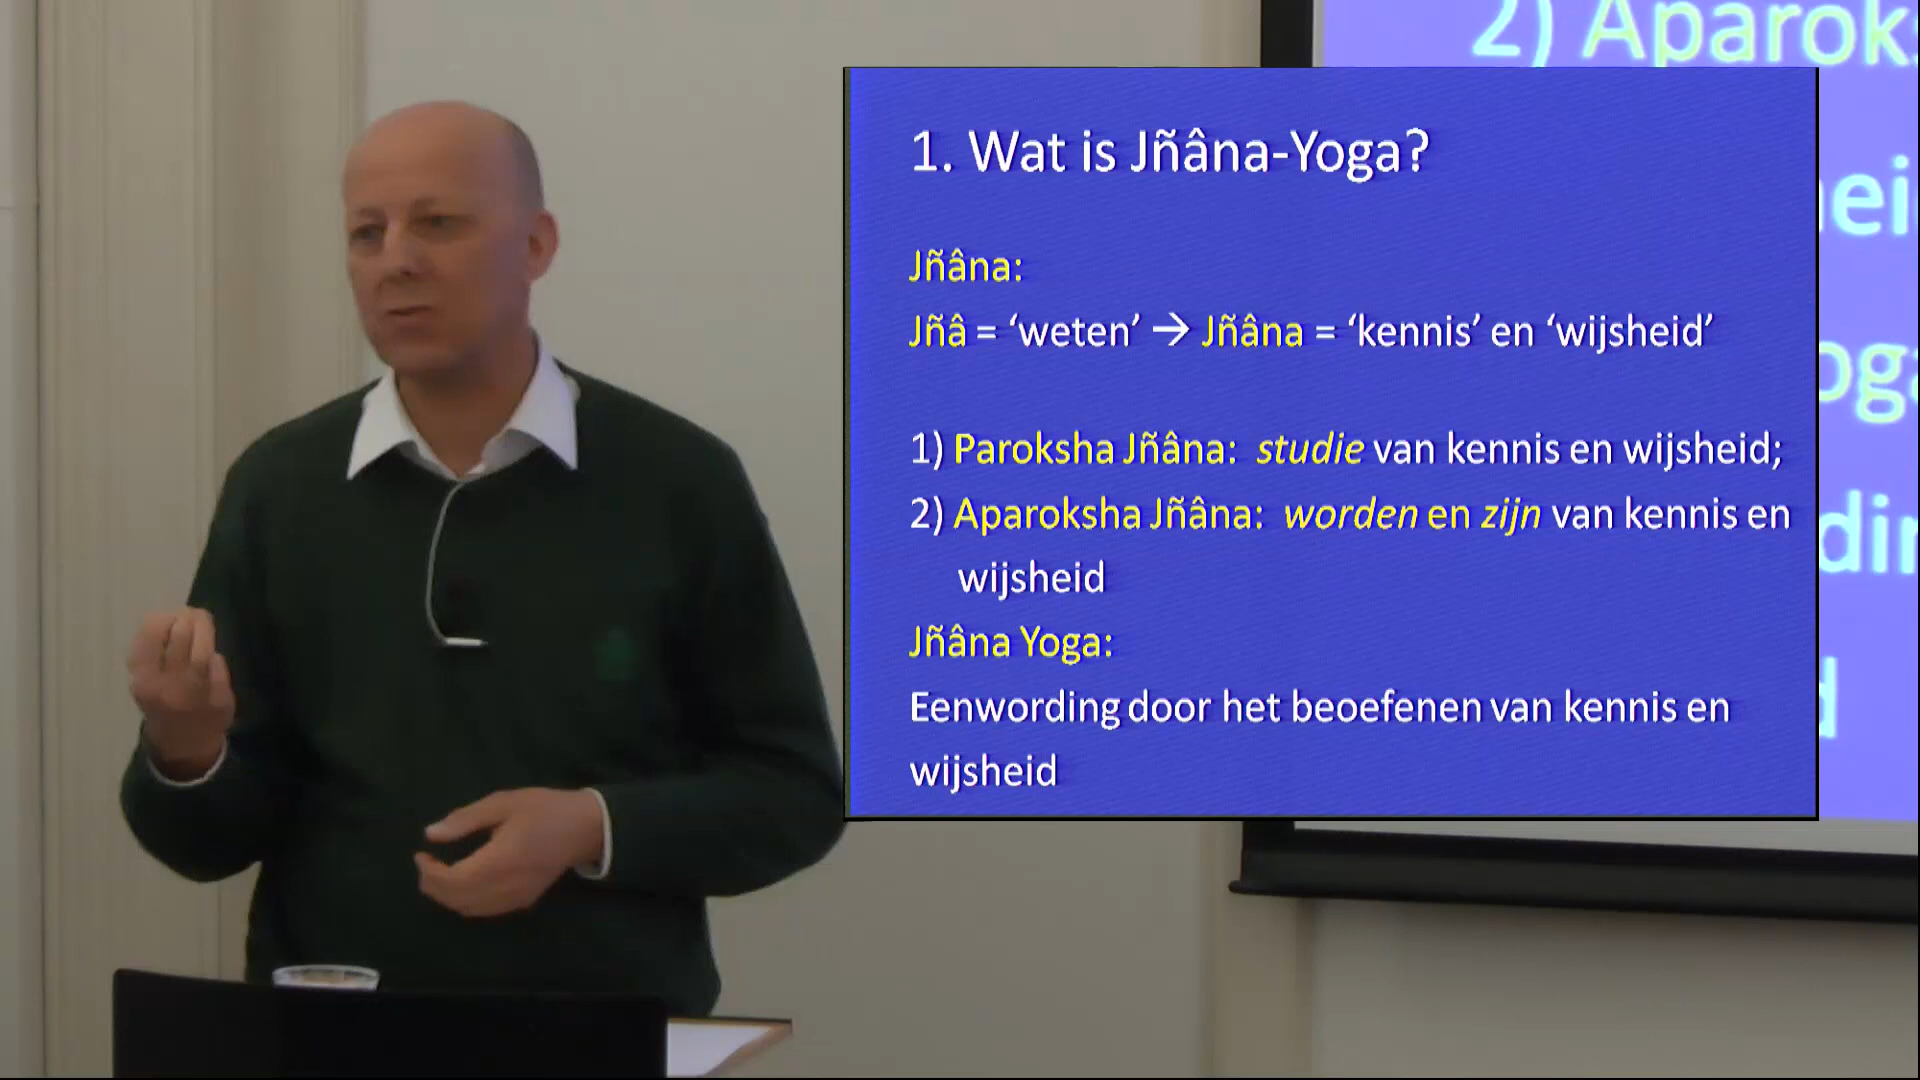 1. Wat is Jñâna-Yoga?
Jñâna:
Jñâ = ‘weten’ → Jñâna = ‘kennis’ en ‘wijsheid’
1) Paroksha Jñâna: studie van kennis en wijsheid;
2) Aparoksha Jñâna: worden en zijn van kennis en
wijsheid
Jñâna Yoga:
Eenwording door het beoefenen van kennis en
wijsheid
2)